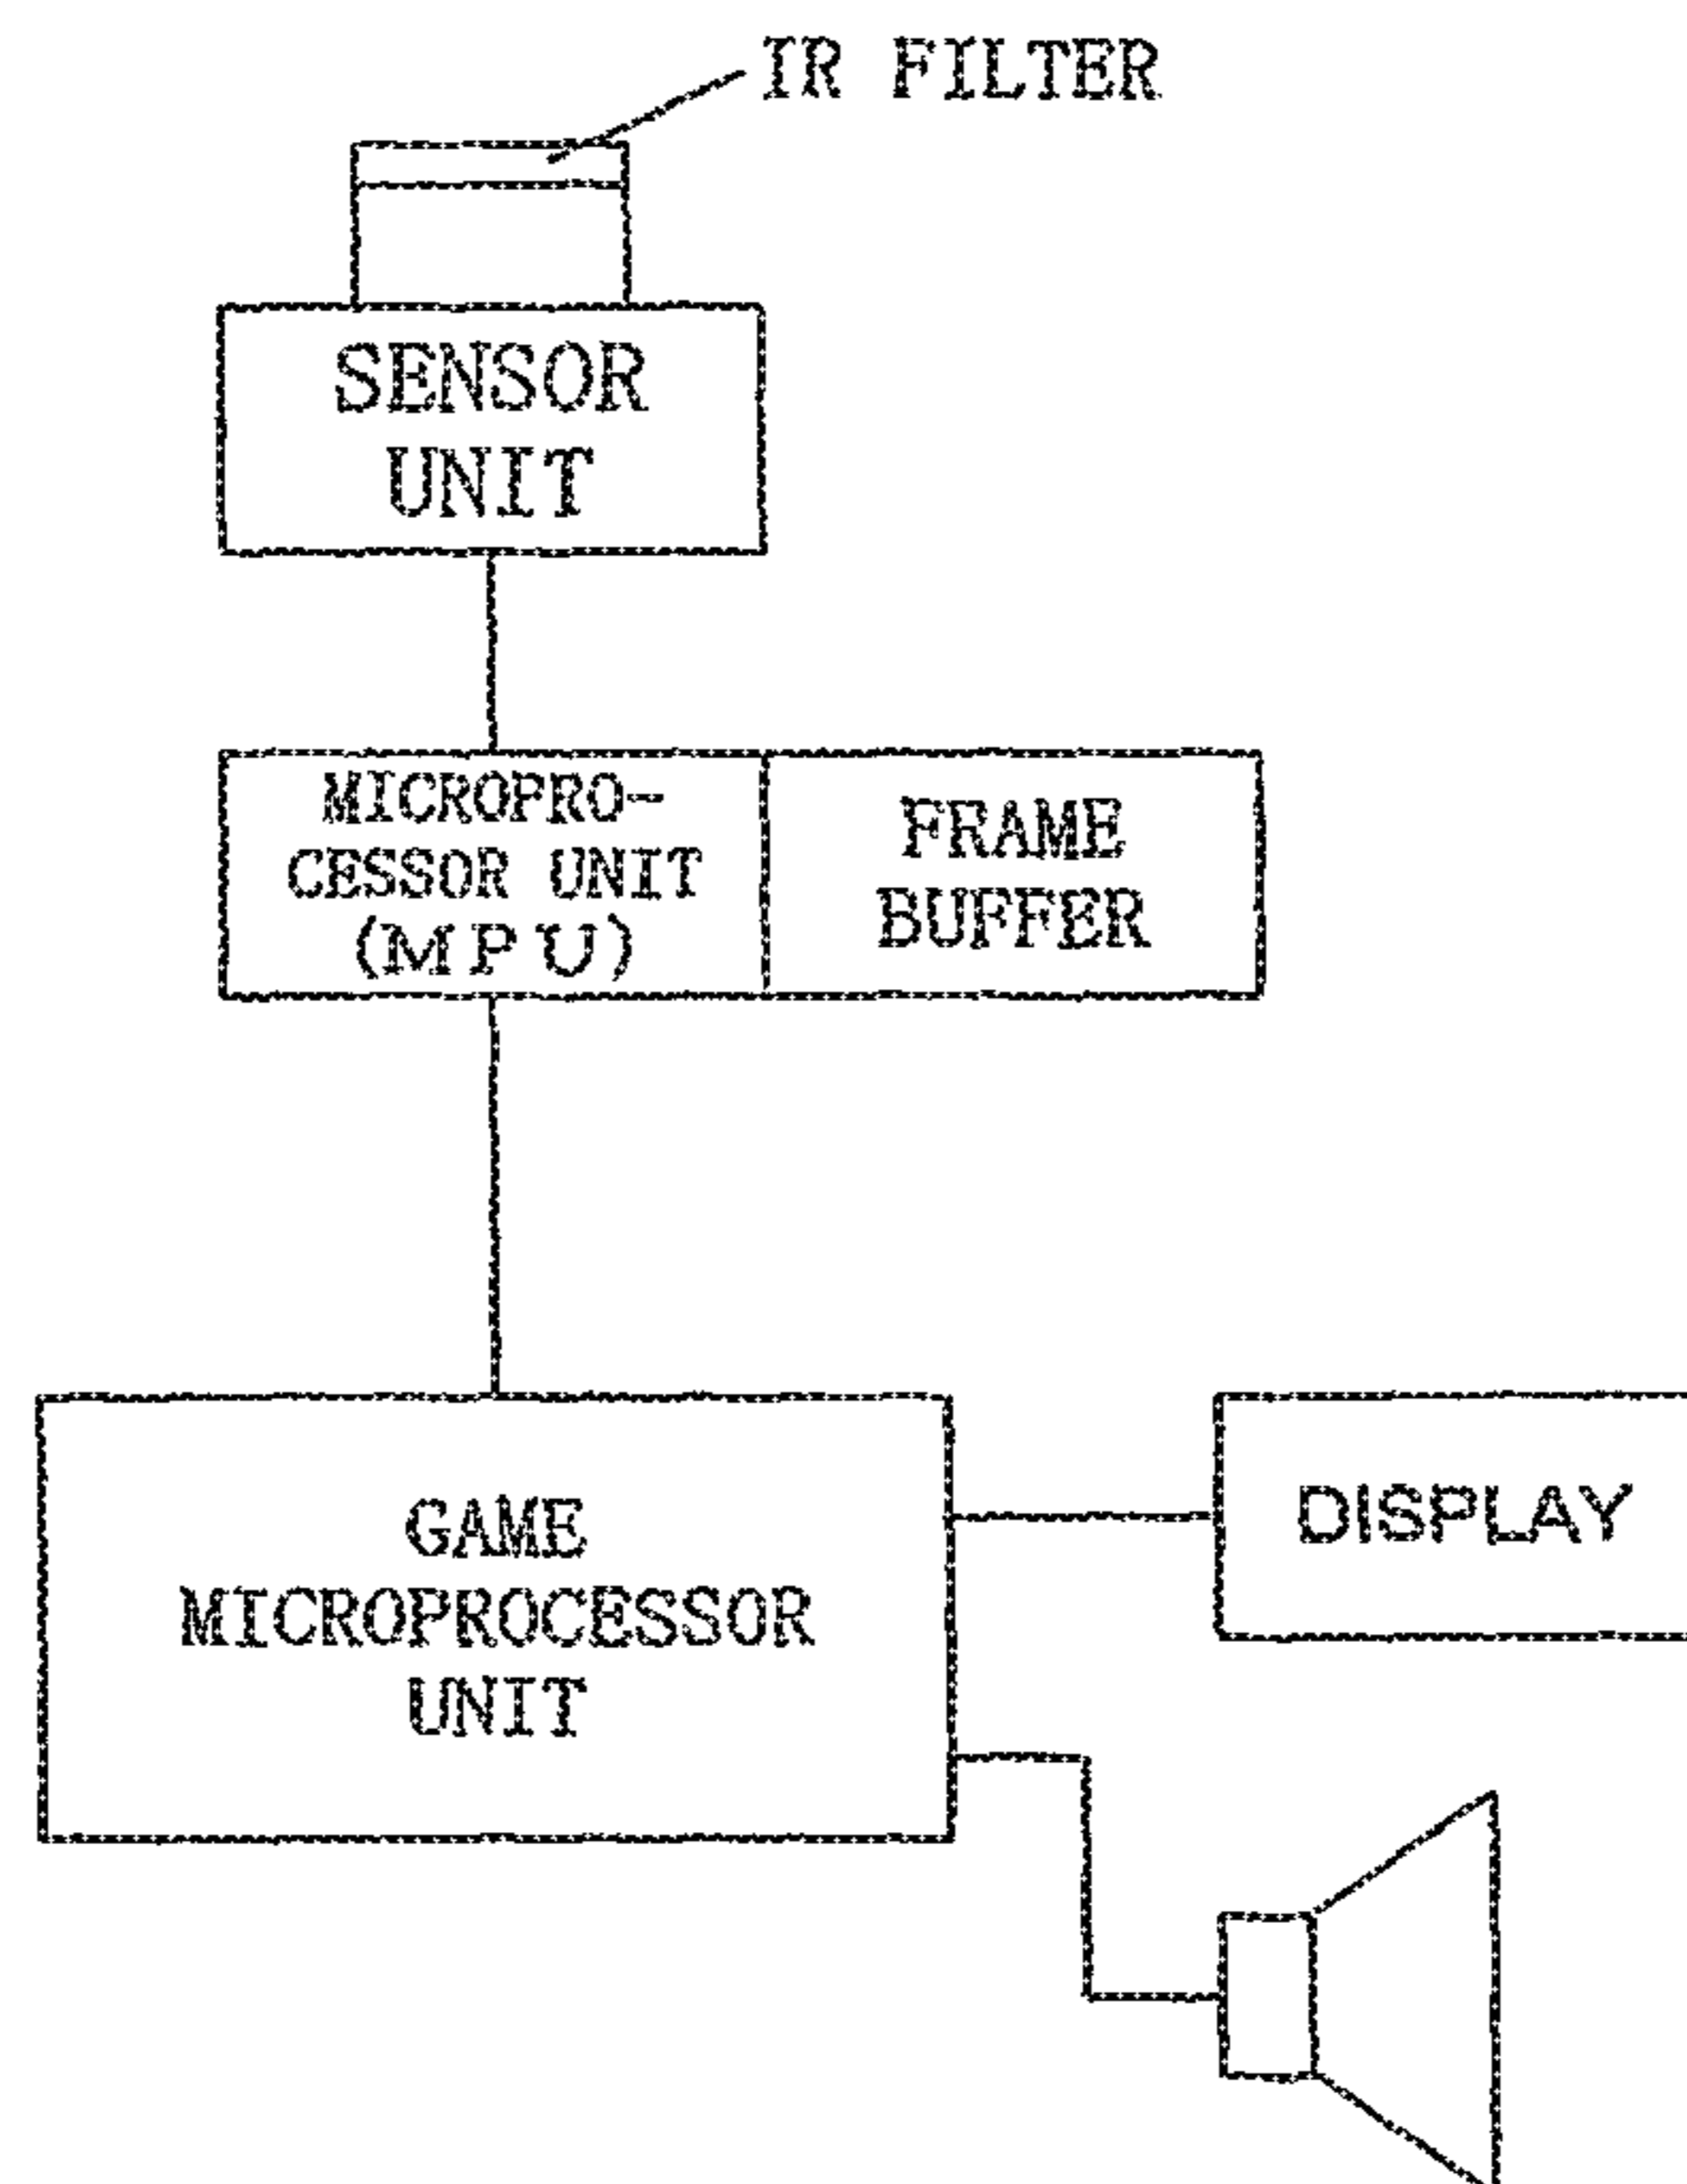 IR FILTER
SENSOR
UNIT
MICROPRO-
CESSOR UNIT
(MPU)
FRAME
BUFFER
GAME
MICROPROCESSOR
UNIT
DISPLAY